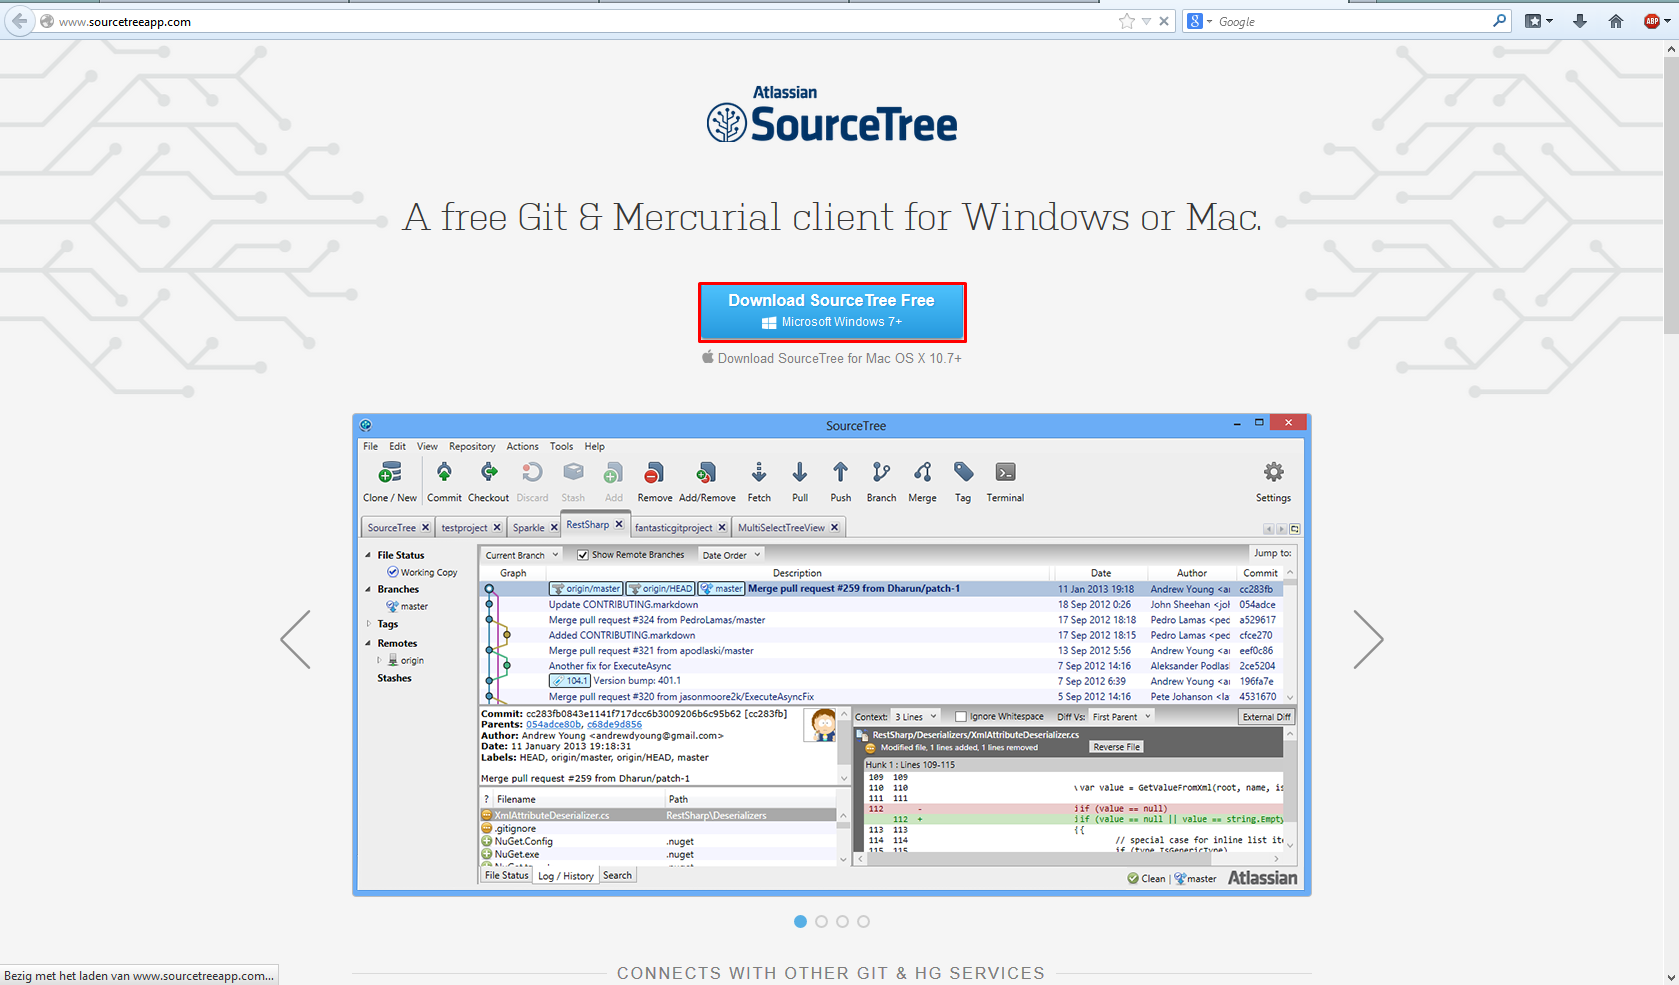 www.sourcetreeapp.com
Google
ABP
Atlassian
SourceTree
A free Git & Mercurial client for Windows or Mac.
Download SourceTree Free
Microsoft Windows 7+
Download SourceTree for Mac OS X 10.7+
SourceTree
File Edit View Repository Actions Tools Help
Clone / New Commit Checkout Discard Stash Add Remove Add/Remove Fetch Pull Push Branch Merge Tag Terminal Settings
SourceTree testproject Sparkle RestSharp fantasticgitproject MultiSelectTreeView
File Status
Working Copy
Branches
master
Tags
Remotes
origin
Stashes
Current Branch Show Remote Branches Date Order Jump to:
Graph Description Date Author Commit
origin/master origin/HEAD master Merge pull request #259 from Dharun/patch-1 11 Jan 2013 19:18 Andrew Young <ar cc283fb
Update CONTRIBUTING.markdown 18 Sep 2012 0:26 John Sheehan <joh 054adce
Merge pull request #324 from PedroLamas/master 17 Sep 2012 18:18 Pedro Lamas <ped a529617
Added CONTRIBUTING.markdown 17 Sep 2012 18:15 Pedro Lamas <ped cfce270
Merge pull request #321 from apodlaski/master 13 Sep 2012 5:56 Andrew Young <ar eef0c86
Another fix for ExecuteAsync 7 Sep 2012 14:16 Aleksander Podlas 2ce5204
104.1 Version bump: 401.1 7 Sep 2012 6:39 Andrew Young <ar 196fa7e
Merge pull request #320 from jasonmoore2k/ExecuteAsyncFix 5 Sep 2012 14:16 Pete Johanson <la 4531670
Commit: cc283fb0843e1141f717dcc6b3009206b6c95b62 [cc283fb]
Parents: 054adce80b, c68de9d856
Author: Andrew Young <andrewdyoung@gmail.com>
Date: 11 January 2013 19:18:31
Labels: HEAD, origin/master, origin/HEAD, master
Merge pull request #259 from Dharun/patch-1
? Filename Path
XmlAttributeDeserializer.cs RestSharp\Deserializers
.gitignore
NuGet.Config .nuget
NuGet.exe .nuget
Context: 3 Lines Ignore Whitespace Diff Vs: First Parent External Diff
RestSharp/Deserializers/XmlAttributeDeserializer.cs
Modified file, 1 lines added, 1 lines removed Reverse File
Hunk 1 : Lines 109-115
109 109
110 110 var value = GetValueFromXml(root, name, is
111 111
112 - if (value == null)
112 + if (value == null || value == string.Empty
113 113 {
114 114 // special case for inline list ite
115 115 if (type.IsGenericType)
File Status Log / History Search
Clean | master Atlassian
CONNECTS WITH OTHER GIT & HG SERVICES
Bezig met het laden van www.sourcetreeapp.com...